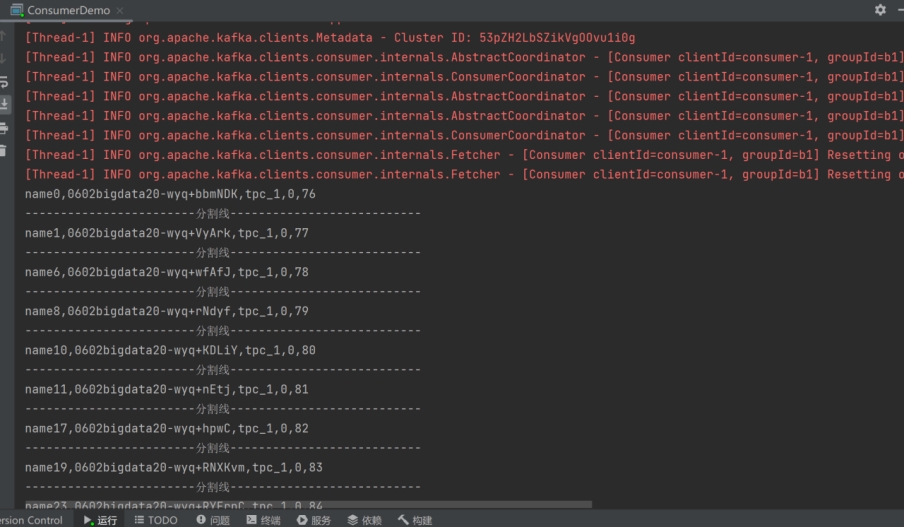 ConsumerDemo
[Thread-1] INFO org.apache.kafka.clients.Metadata - Cluster ID: 53pZH2LbSZikVgOOvu1i0g
[Thread-1] INFO org.apache.kafka.clients.consumer.internals.AbstractCoordinator - [Consumer clientId=consumer-1, groupId=b1]
[Thread-1] INFO org.apache.kafka.clients.consumer.internals.ConsumerCoordinator - [Consumer clientId=consumer-1, groupId=b1]
[Thread-1] INFO org.apache.kafka.clients.consumer.internals.AbstractCoordinator - [Consumer clientId=consumer-1, groupId=b1]
[Thread-1] INFO org.apache.kafka.clients.consumer.internals.AbstractCoordinator - [Consumer clientId=consumer-1, groupId=b1]
[Thread-1] INFO org.apache.kafka.clients.consumer.internals.ConsumerCoordinator - [Consumer clientId=consumer-1, groupId=b1]
[Thread-1] INFO org.apache.kafka.clients.consumer.internals.Fetcher - [Consumer clientId=consumer-1, groupId=b1] Resetting o
[Thread-1] INFO org.apache.kafka.clients.consumer.internals.Fetcher - [Consumer clientId=consumer-1, groupId=b1] Resetting o
name0,0602bigdata20-wyq+bbmNDK,tpc_1,0,76
------------------------分割线---------------------------
name1,0602bigdata20-wyq+VyArk,tpc_1,0,77
------------------------分割线---------------------------
name6,0602bigdata20-wyq+wfAfJ,tpc_1,0,78
------------------------分割线---------------------------
name8,0602bigdata20-wyq+rNdyf,tpc_1,0,79
------------------------分割线---------------------------
name10,0602bigdata20-wyq+KDLiY,tpc_1,0,80
------------------------分割线---------------------------
name11,0602bigdata20-wyq+nEtj,tpc_1,0,81
------------------------分割线---------------------------
name17,0602bigdata20-wyq+hpwC,tpc_1,0,82
------------------------分割线---------------------------
name19,0602bigdata20-wyq+RNXKvm,tpc_1,0,83
------------------------分割线---------------------------
ersion Control 运行 TODO 问题 终端 服务 依赖 构建